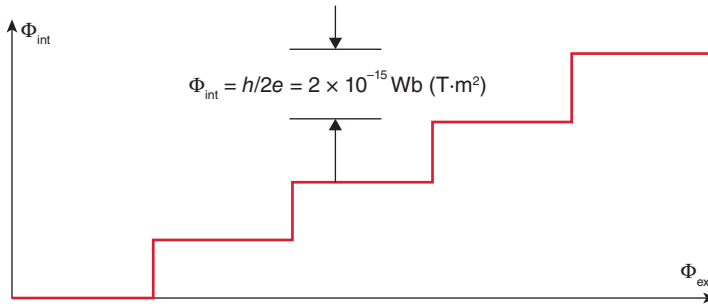 Φint
Φint = h/2e = 2 × 10⁻¹⁵ Wb (T·m²)
Φex